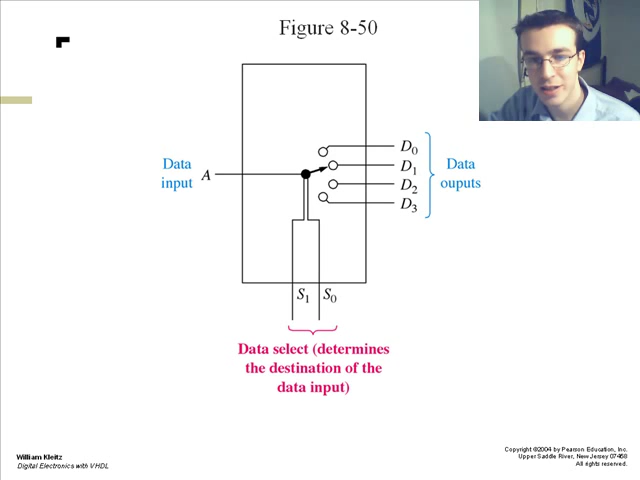 Figure 8-50
Data
input
A
D0
D1
D2
D3
Data
ouputs
S1 S0
Data select (determines
the destination of the
data input)
William Kleitz
Digital Electronics with VHDL
Copyright ©2004 by Pearson Education, Inc.
Upper Saddle River, New Jersey 07458
All rights reserved.